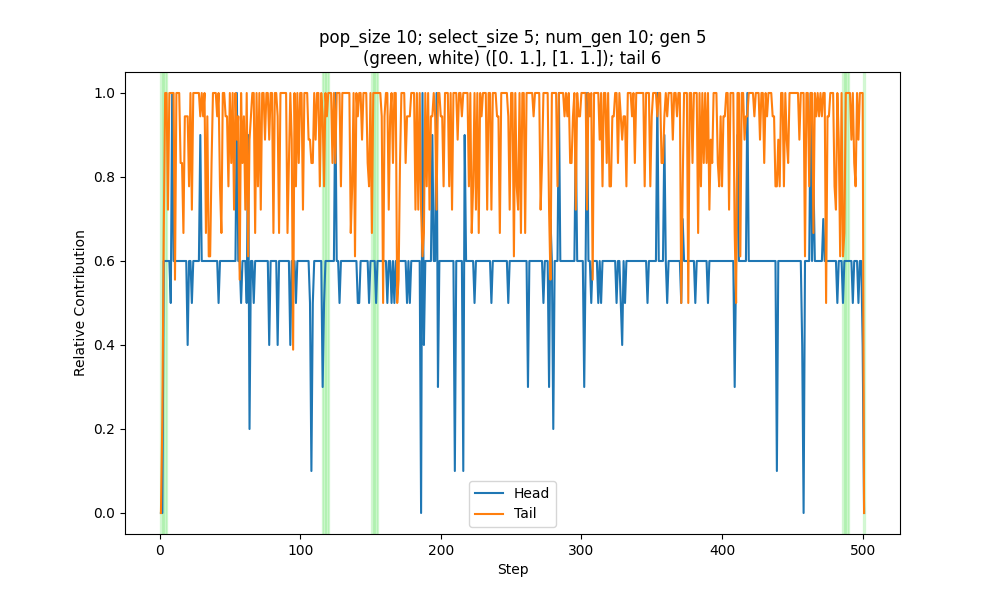 pop_size 10; select_size 5; num_gen 10; gen 5
(green, white) ([0. 1.], [1. 1.]); tail 6
Relative Contribution
1.0
0.8
0.6
0.4
0.2
0.0
Head
Tail
0
100
200
300
400
500
Step